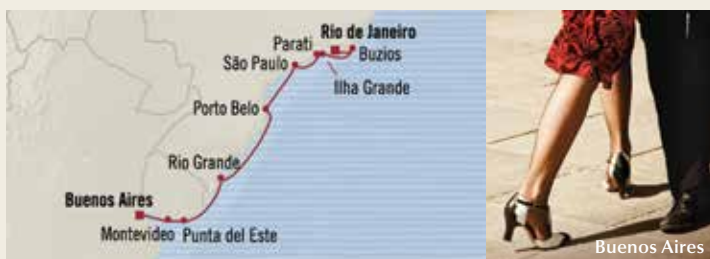 Rio de Janeiro
Parati
Buzios
São Paulo
Ilha Grande
Porto Belo
Rio Grande
Buenos Aires
Montevideo
Punta del Este
Buenos Aires